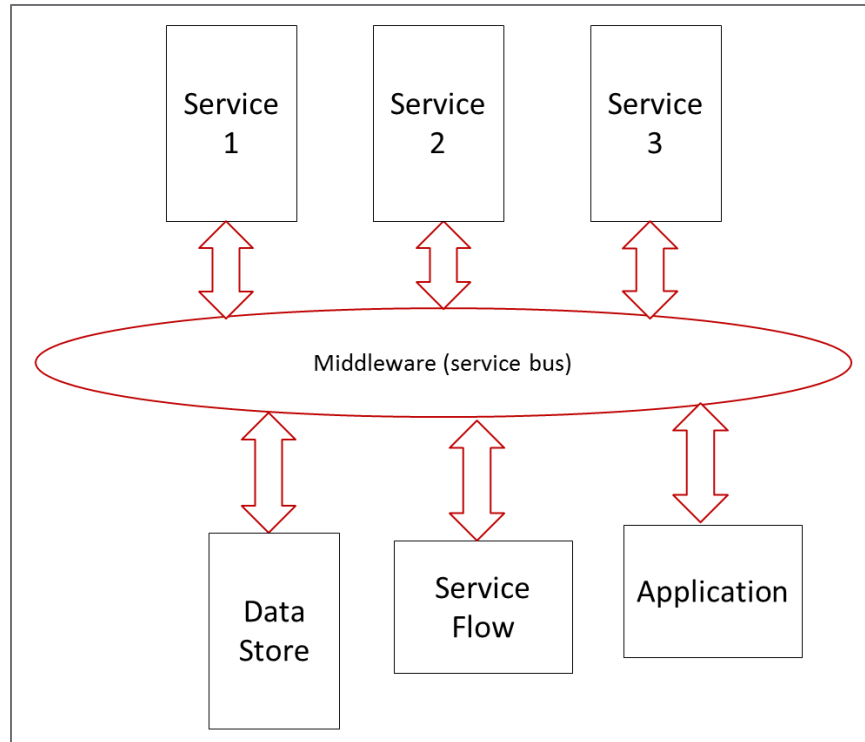 Service
1
Service
2
Service
3
Middleware (service bus)
Data
Store
Service
Flow
Application